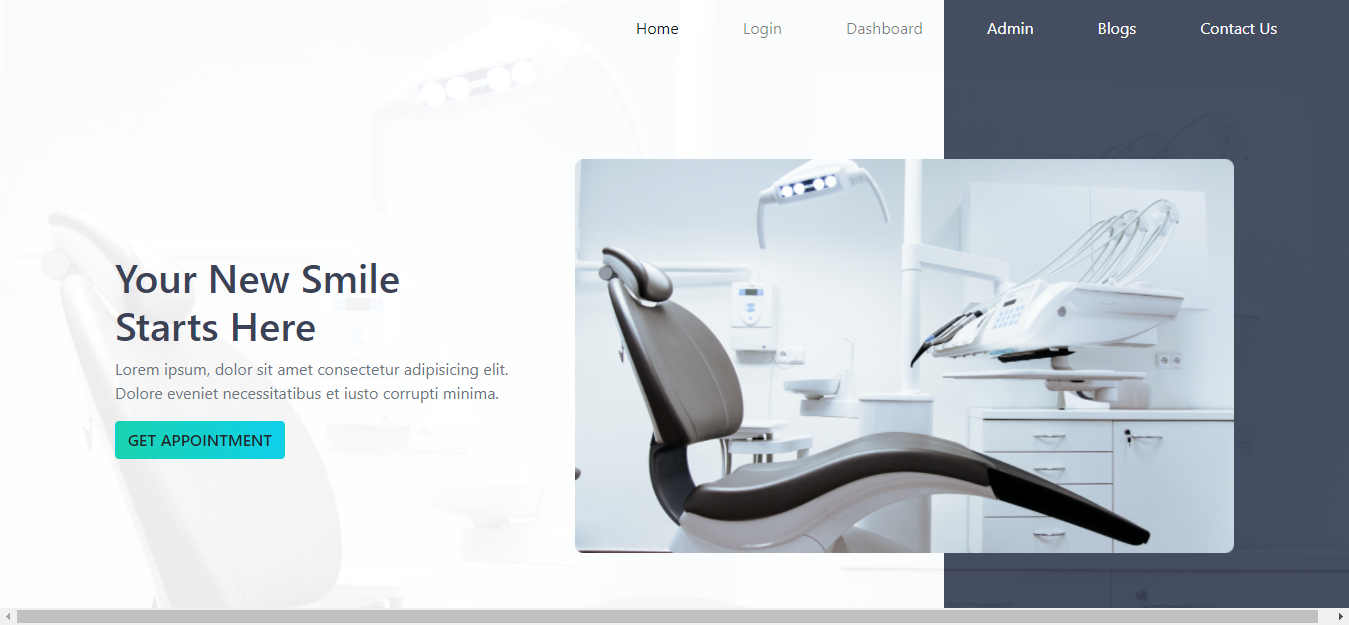 Home Login Dashboard Admin Blogs Contact Us
Your New Smile
Starts Here
Lorem ipsum, dolor sit amet consectetur adipisicing elit.
Dolore eveniet necessitatibus et iusto corrupti minima.
GET APPOINTMENT